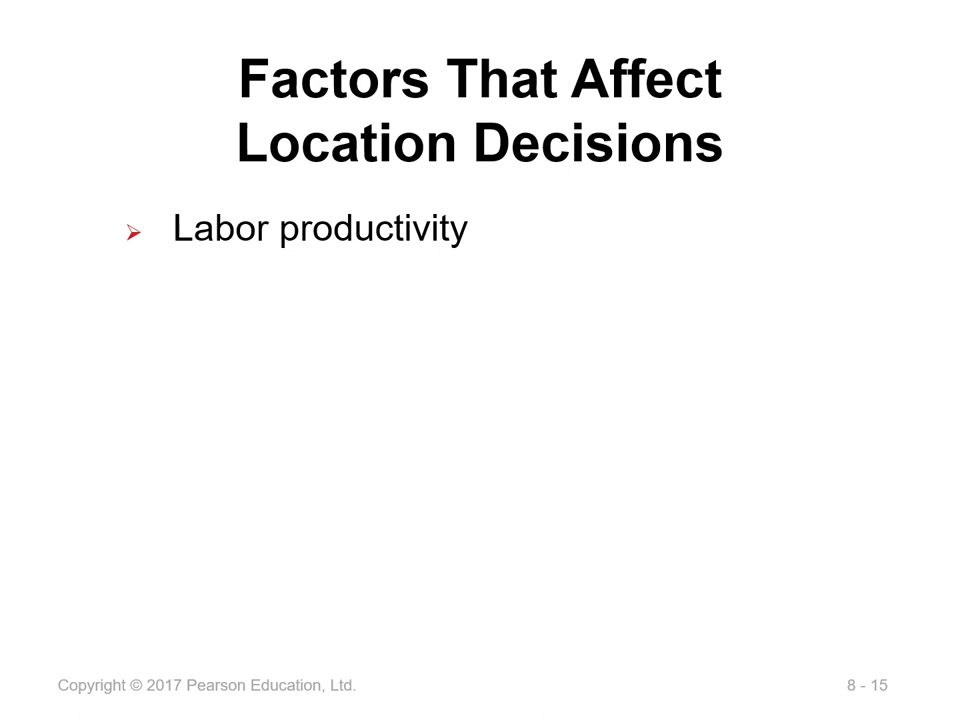 Factors That Affect
Location Decisions
➢ Labor productivity
Copyright © 2017 Pearson Education, Ltd.
8 - 15